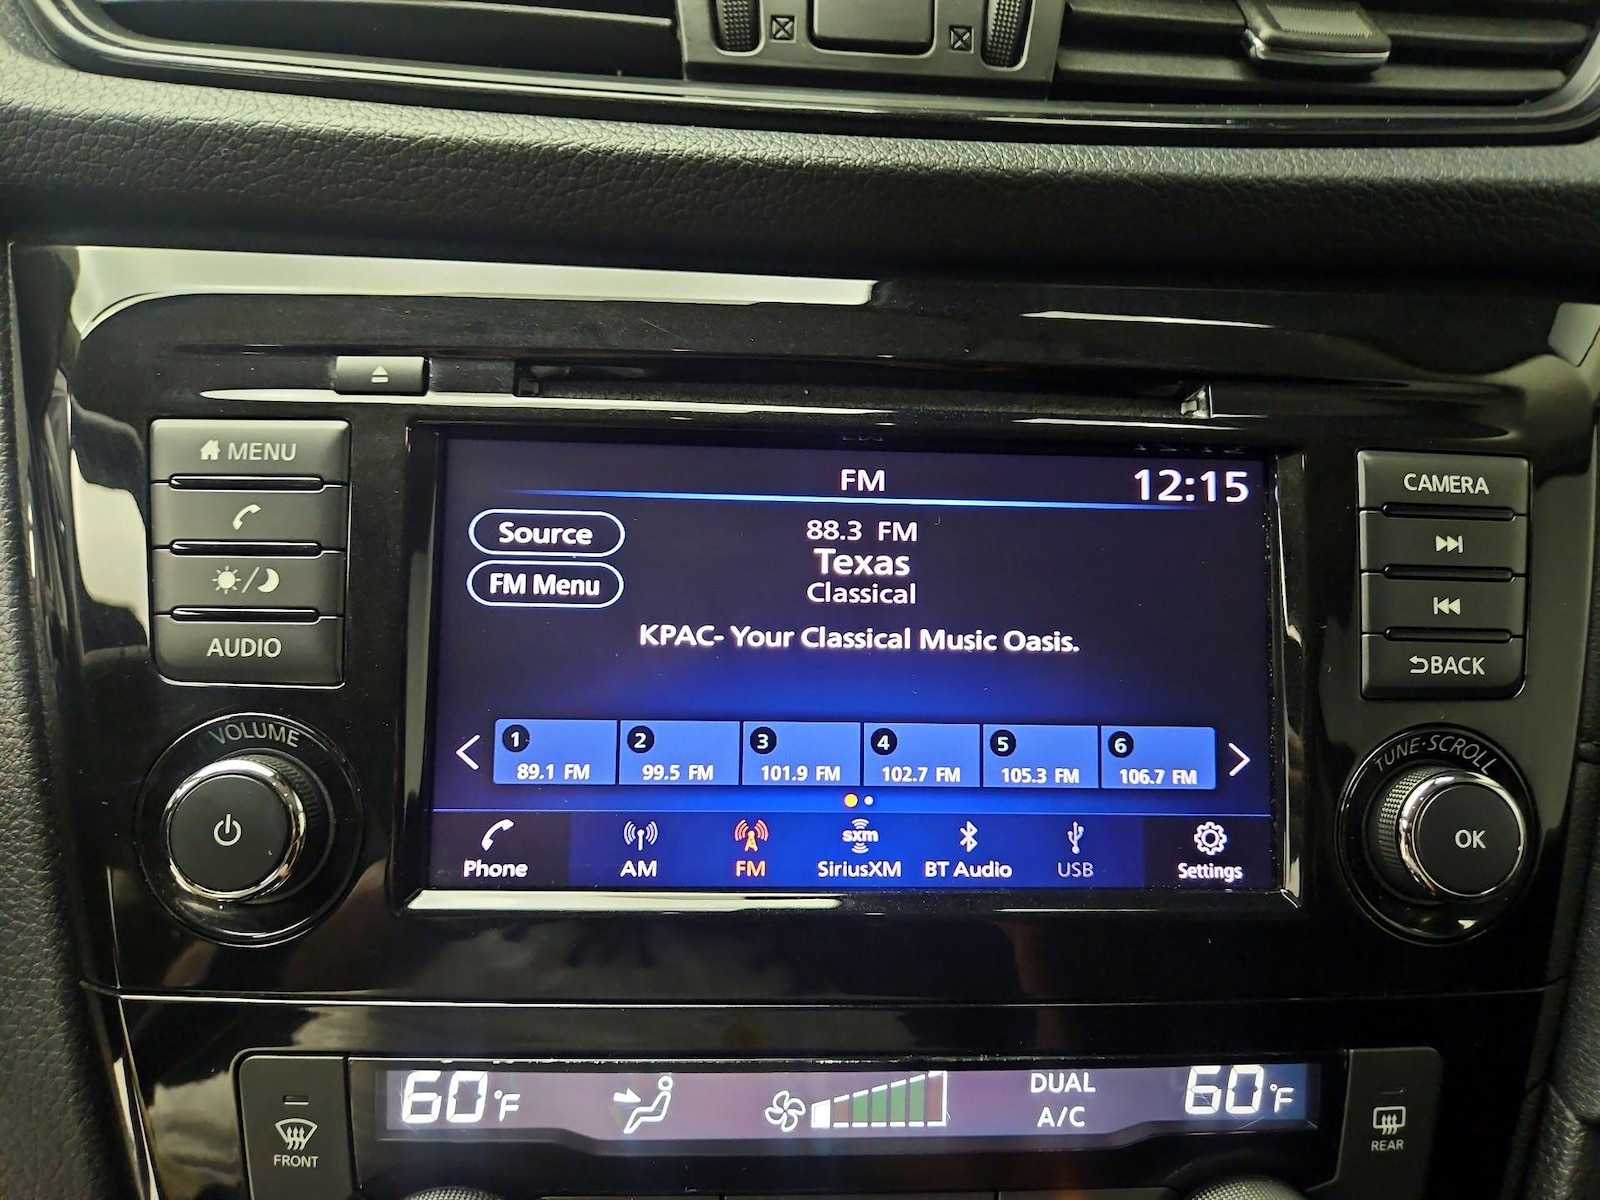 MENU
AUDIO
VOLUME
FM
12:15
Source
88.3 FM
Texas
FM Menu
Classical
KPAC- Your Classical Music Oasis.
1 2 3 4 5 6
89.1 FM 99.5 FM 101.9 FM 102.7 FM 105.3 FM 106.7 FM
sxm
Phone AM FM SiriusXM BT Audio USB Settings
CAMERA
BACK
TUNE·SCROLL
OK
60°F
DUAL
A/C
60°F
FRONT
REAR